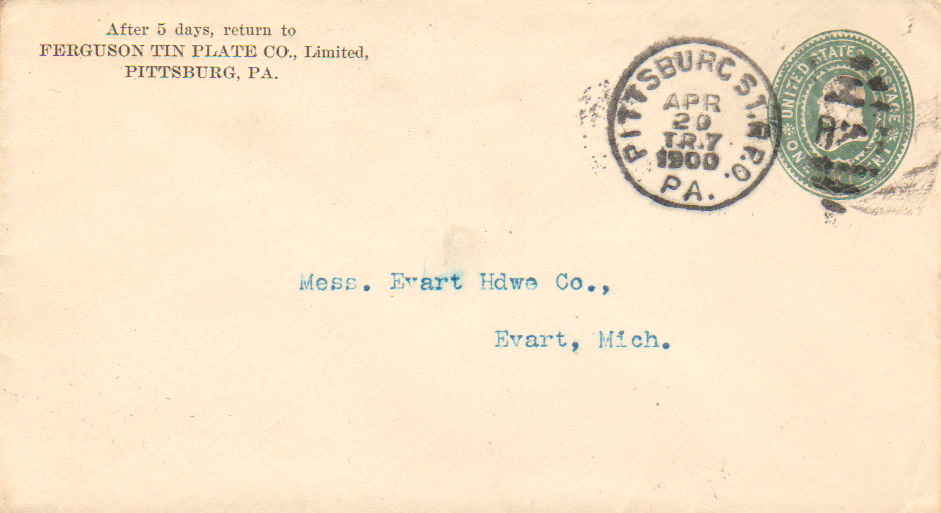 After 5 days, return to
FERGUSON TIN PLATE CO., Limited,
PITTSBURG, PA.
PITTSBURG ST. R.P.O.
APR
20
T.R.7
1900
PA.
UNITED STATES POSTAGE
Mess. Evart Hdwe Co.,
Evart, Mich.